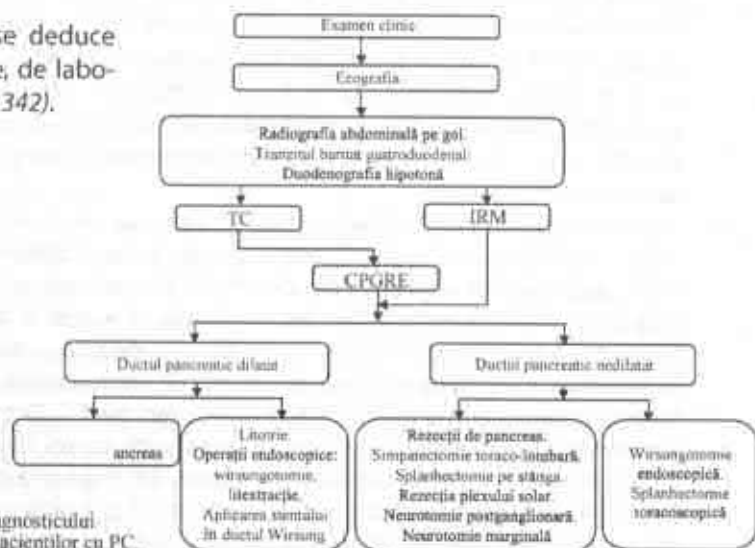 se deduce
e, de labo-
342).
Examen clinic
Ecografia
Radiografia abdominală pe gol.
Tranzitul baritat gastroduodenal.
Duodenografia hipotonă
TC
IRM
CPGRE
Ductul pancreatic dilatat
Ductul pancreatic nedilatat
ancreas
Litotrie.
Operații endoscopice:
wirsungotomie,
litestracție.
Aplicarea stentului
în ductul Wirsung
Rezecții de pancreas.
Simpatectomie toraco-lombară.
Splanhectomie pe stânga.
Rezecția plexului solar.
Neurotomie postganglionară.
Neurotomie marginală
Wirsungotomie
endoscopică.
Splanhectomie
toracoscopică
agnosticului
pacienților cu PC.